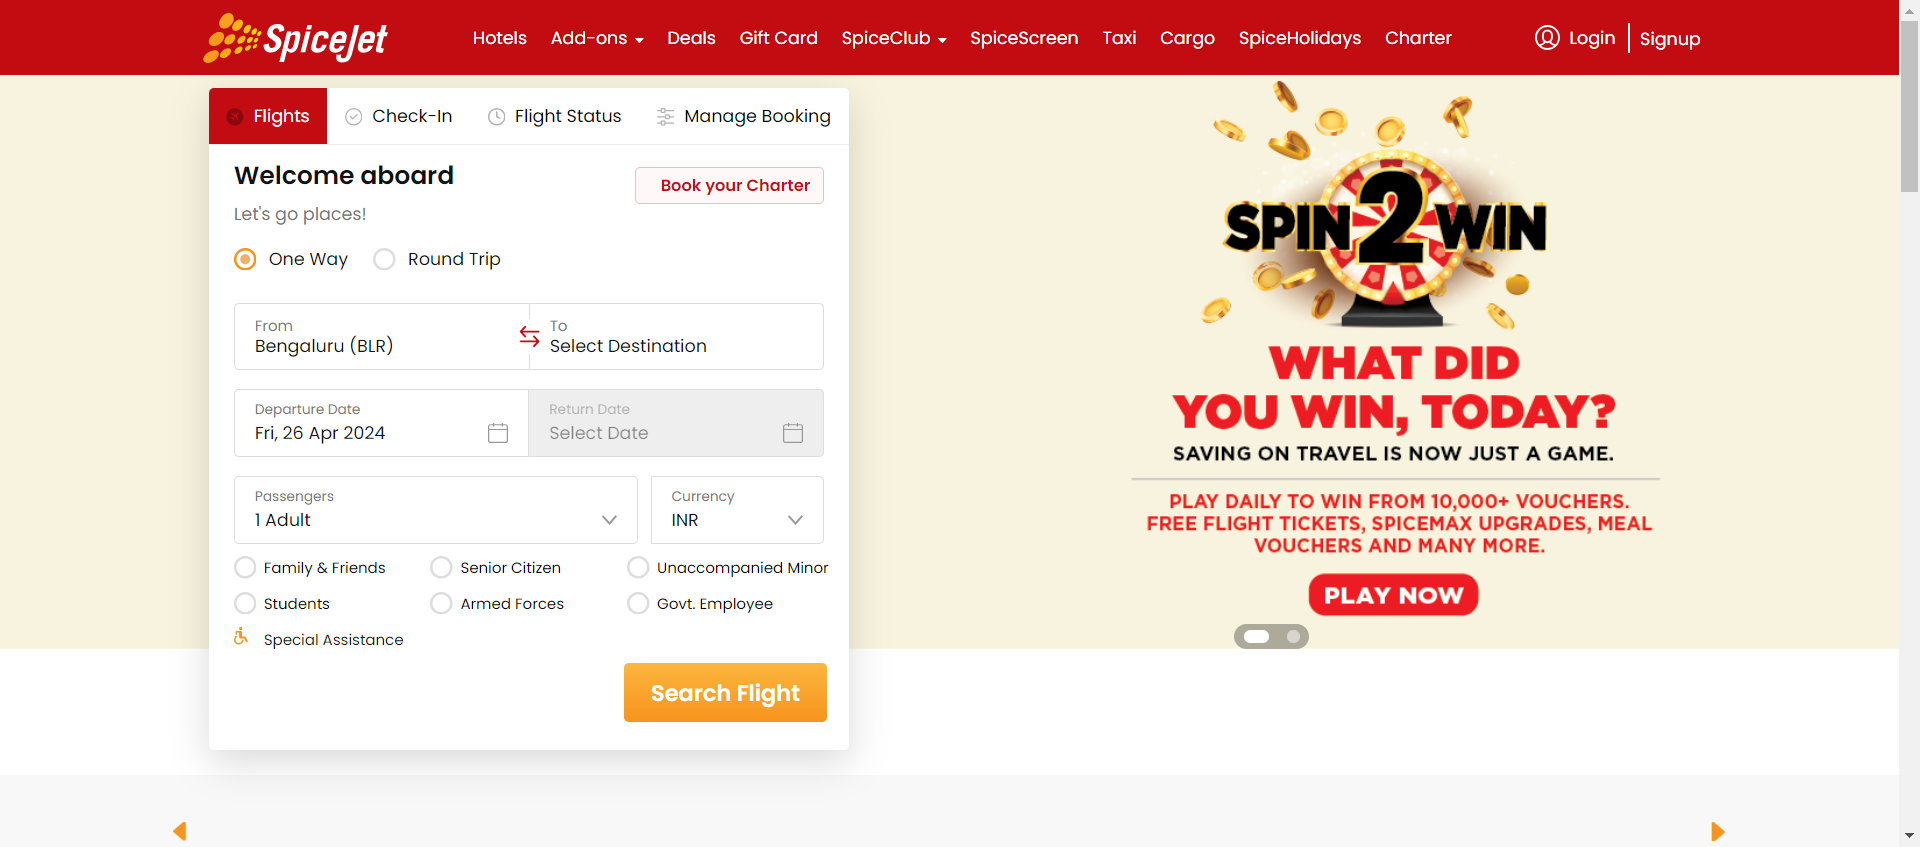 SpiceJet
Hotels Add-ons Deals Gift Card SpiceClub SpiceScreen Taxi Cargo SpiceHolidays Charter Login Signup
Flights Check-In Flight Status Manage Booking
Welcome aboard
Book your Charter
Let's go places!
One Way Round Trip
From
Bengaluru (BLR)
To
Select Destination
Departure Date
Fri, 26 Apr 2024
Return Date
Select Date
Passengers
1 Adult
Currency
INR
Family & Friends Senior Citizen Unaccompanied Minor
Students Armed Forces Govt. Employee
Special Assistance
Search Flight
SPIN 2 WIN
WHAT DID
YOU WIN, TODAY?
SAVING ON TRAVEL IS NOW JUST A GAME.
PLAY DAILY TO WIN FROM 10,000+ VOUCHERS.
FREE FLIGHT TICKETS, SPICEMAX UPGRADES, MEAL
VOUCHERS AND MANY MORE.
PLAY NOW